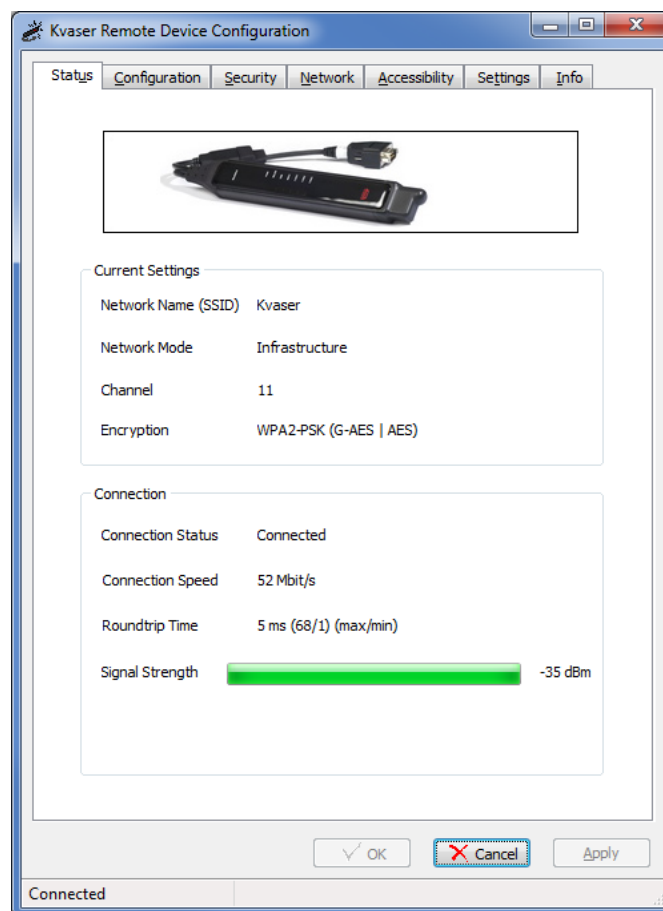 Kvaser Remote Device Configuration
Status Configuration Security Network Accessibility Settings Info
Current Settings
Network Name (SSID) Kvaser
Network Mode Infrastructure
Channel 11
Encryption WPA2-PSK (G-AES | AES)
Connection
Connection Status Connected
Connection Speed 52 Mbit/s
Roundtrip Time 5 ms (68/1) (max/min)
Signal Strength -35 dBm
OK Cancel Apply
Connected